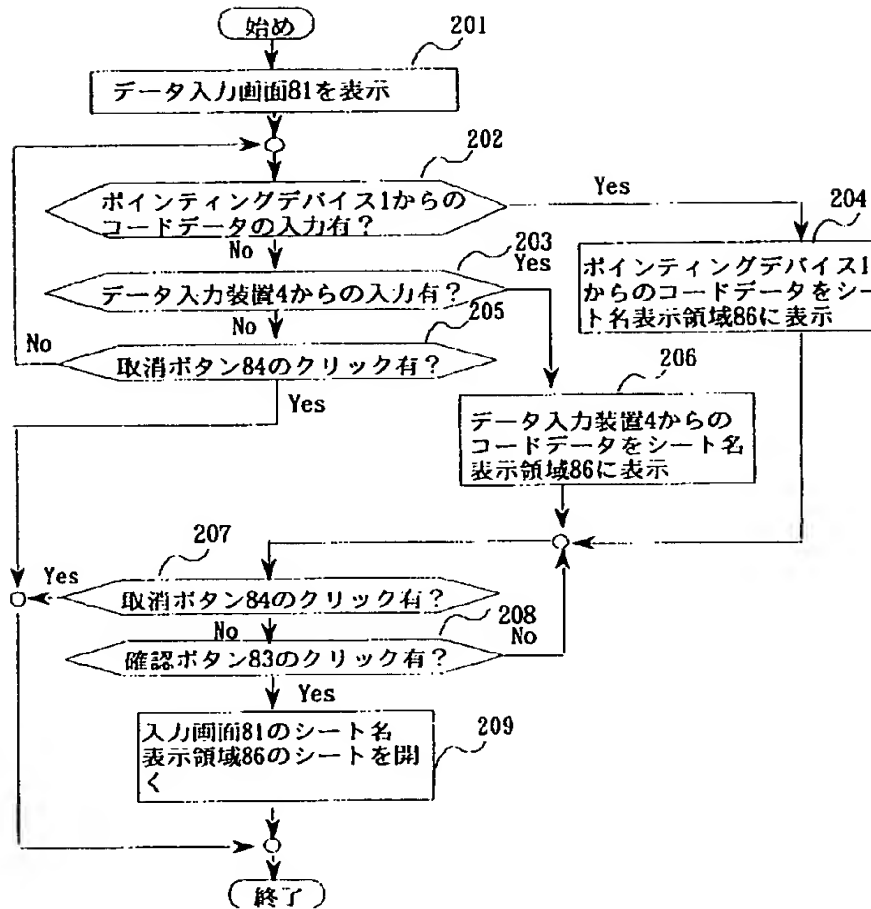 始め
201
データ入力画面81を表示
202
ポインティングデバイス1からの
コードデータの入力有?
Yes
No
204
ポインティングデバイス1
からのコードデータをシー
ト名表示領域86に表示
203
Yes
データ入力装置4からの入力有?
No
205
No
取消ボタン84のクリック有?
Yes
206
データ入力装置4からの
コードデータをシート名
表示領域86に表示
207
Yes
取消ボタン84のクリック有?
No
208
No
確認ボタン83のクリック有?
Yes
209
入力画面81のシート名
表示領域86のシートを開
く
終了